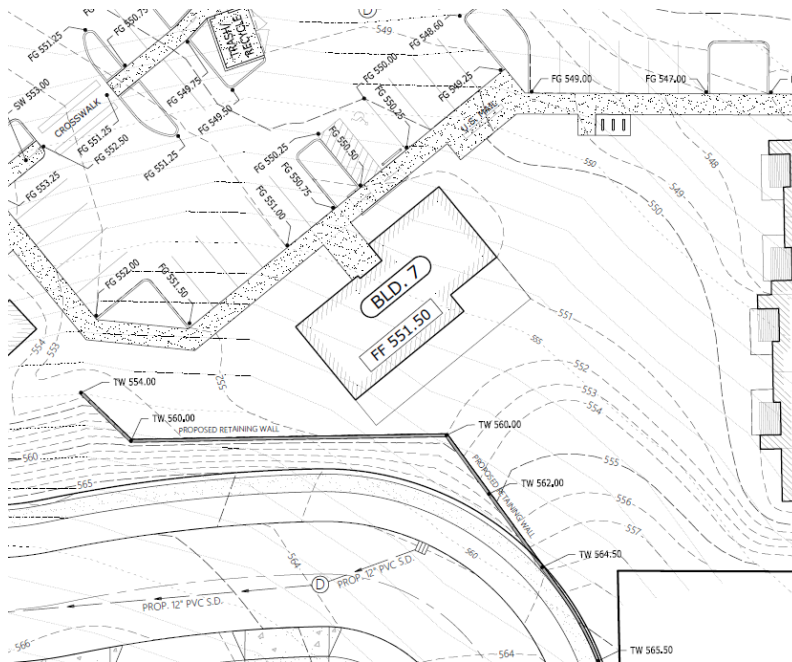 FG 550.75
D
549
FG 548.60
FG 551.25
TRASH/
RECYCLE
FG 550.00
SW 553.00
FG 549.75
FG 549.25
FG 549.00
FG 547.00
FG 549.50
FG 550.25
CROSSWALK
U.S. MAIL
FG 551.25
FG 552.50
FG 551.25
FG 550.25
FG 550.50
FG 550.75
548
550
549
550
FG 553.25
FG 551.00
FG 552.00
FG 551.50
BLD. 7
FF 551.50
551
555
552
553
554
554
553
552
TW 554.00
TW 560.00
PROPOSED RETAINING WALL
TW 560.00
PROPOSED RETAINING WALL
555
560
565
TW 562.00
556
557
560
TW 564.50
564
PROP. 12" PVC S.D.
D
PROP. 12" PVC S.D.
566
564
TW 565.50